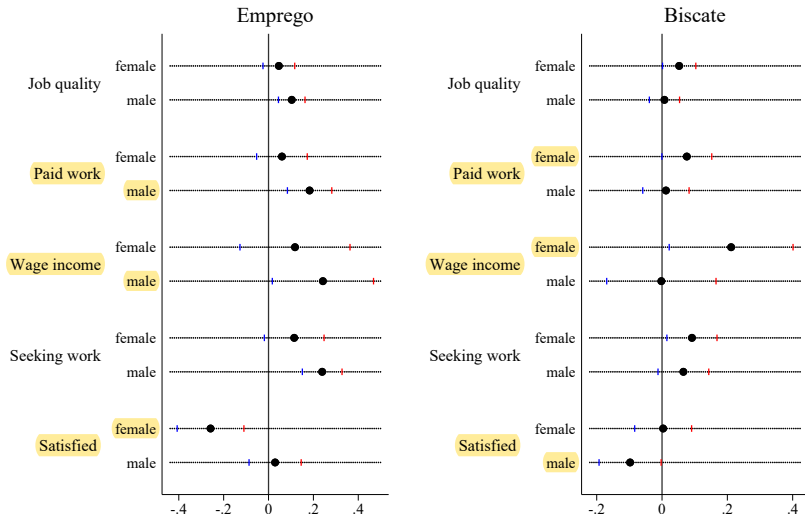 Emprego
Job quality
female
male
Paid work
female
male
Wage income
female
male
Seeking work
female
male
Satisfied
female
male
-.4 -.2 0 .2 .4
Biscate
Job quality
female
male
Paid work
female
male
Wage income
female
male
Seeking work
female
male
Satisfied
female
male
-.2 0 .2 .4